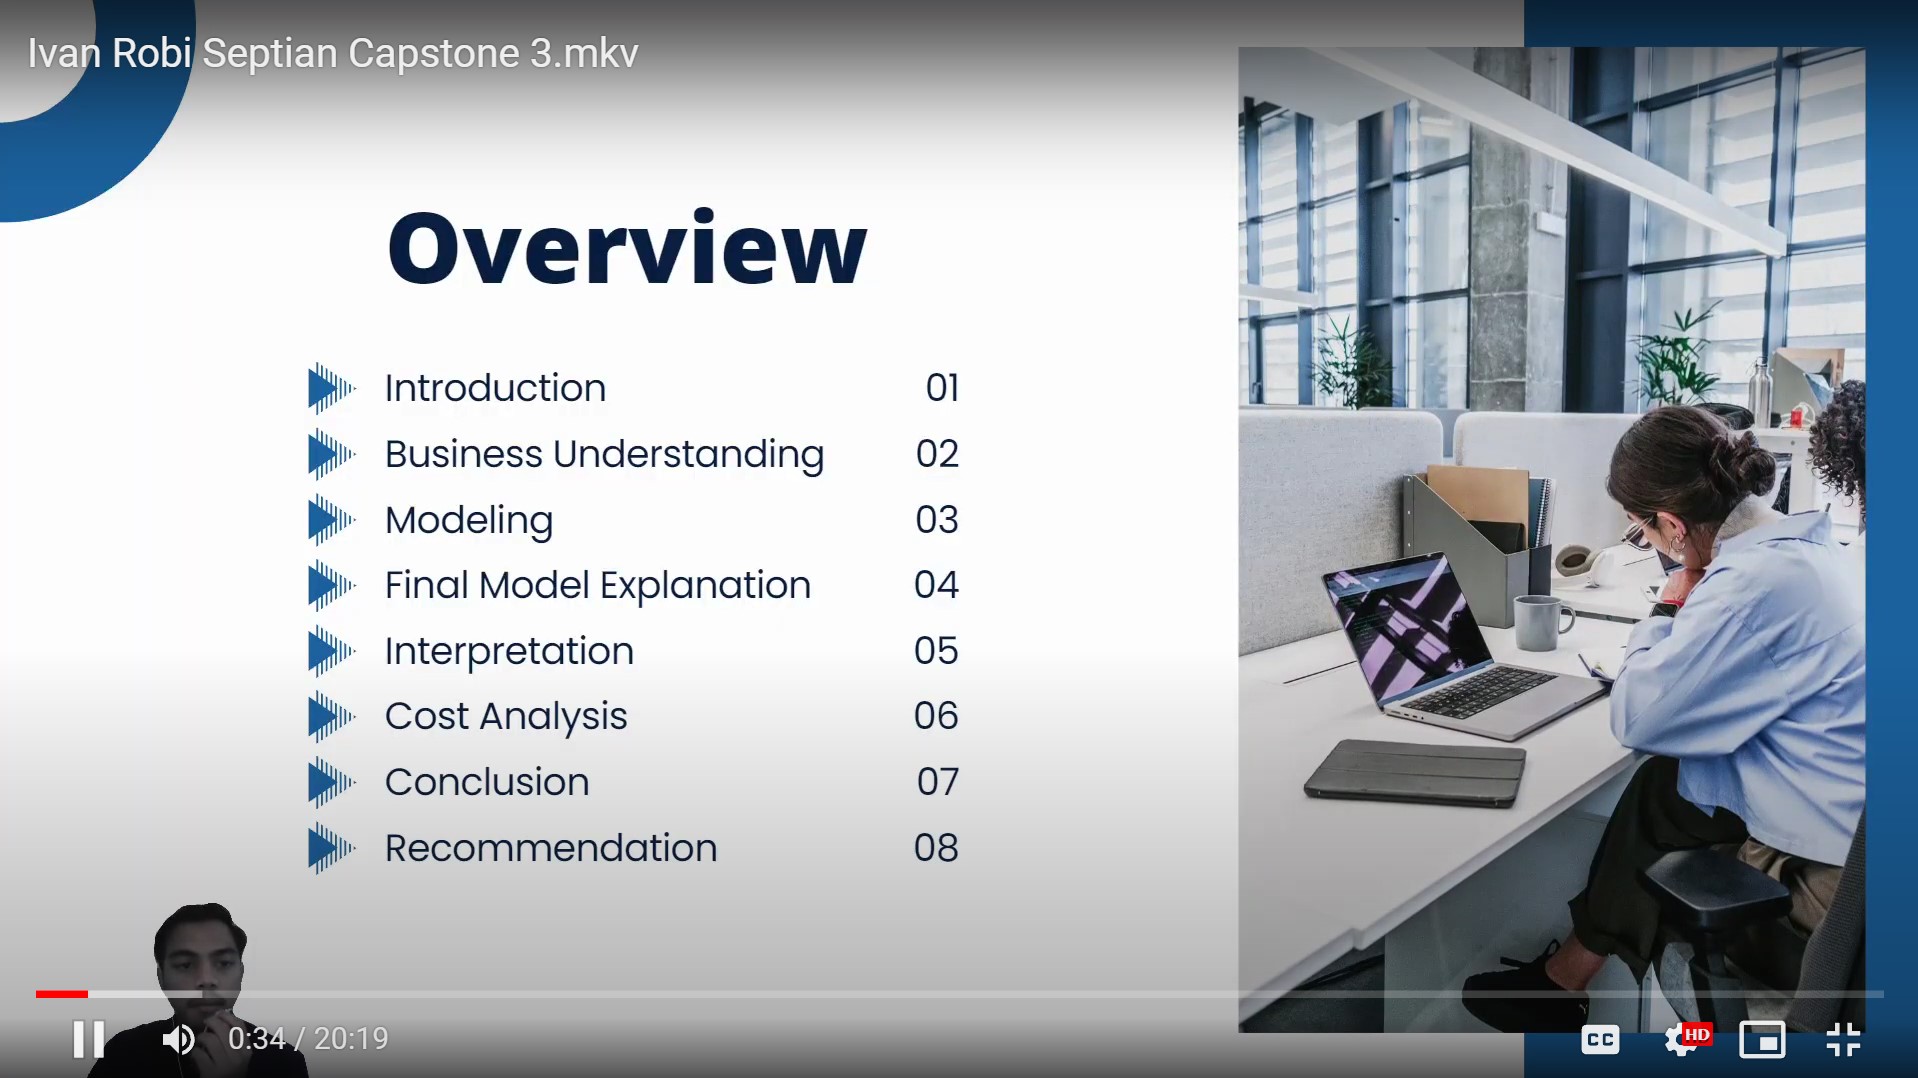 Ivan Robi Septian Capstone 3.mkv
Overview
Introduction 01
Business Understanding 02
Modeling 03
Final Model Explanation 04
Interpretation 05
Cost Analysis 06
Conclusion 07
Recommendation 08
0:34 / 20:19
CC
HD